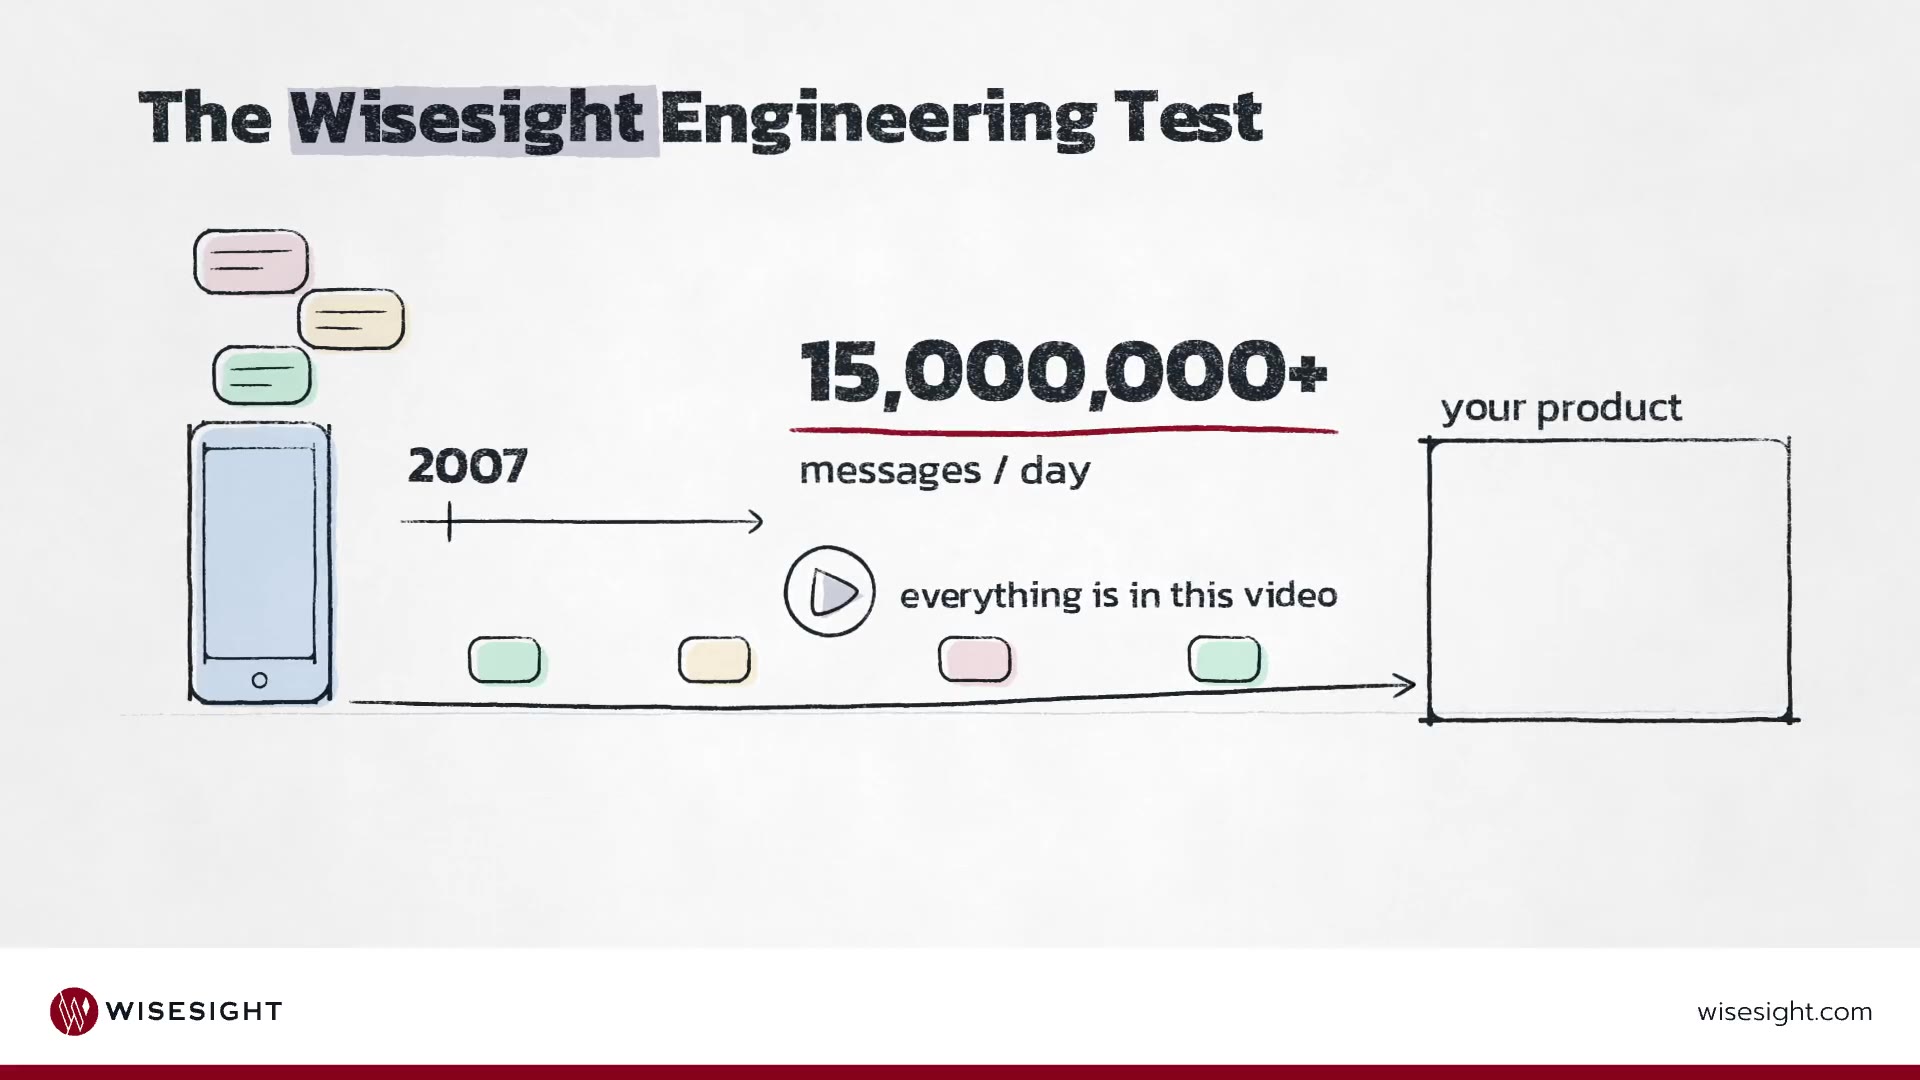 The Wisesight Engineering Test
15,000,000+
messages / day
2007
your product
everything is in this video
WISESIGHT
wisesight.com